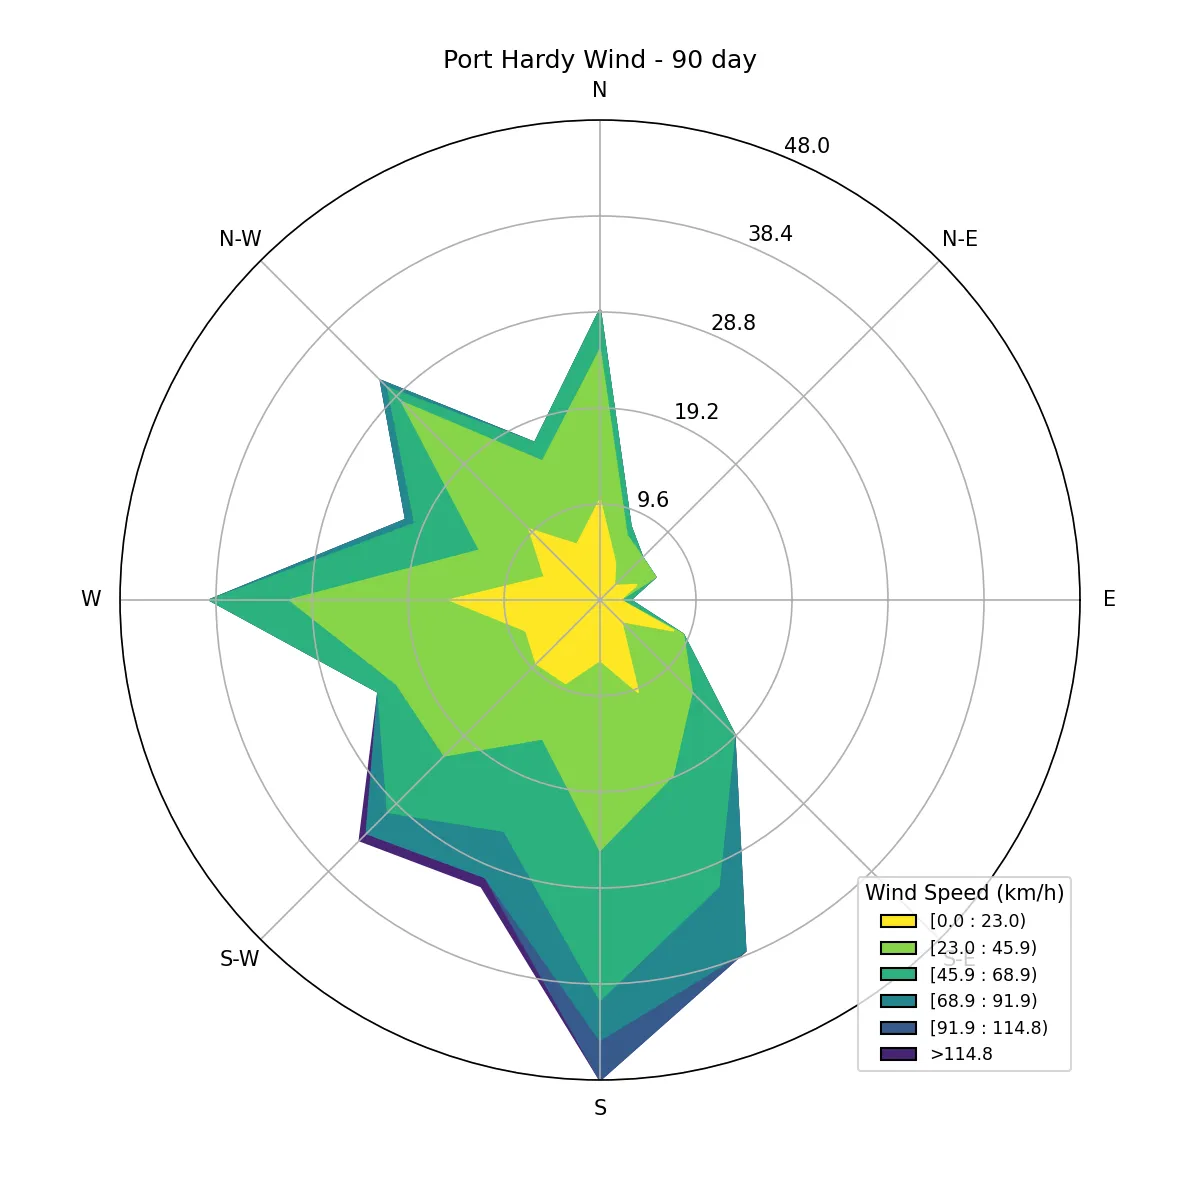 Port Hardy Wind - 90 day
N
48.0
N-W
38.4
N-E
28.8
19.2
9.6
W
E
Wind Speed (km/h)
[0.0 : 23.0)
[23.0 : 45.9)
S-W
S-E
[45.9 : 68.9)
[68.9 : 91.9)
[91.9 : 114.8)
>114.8
S